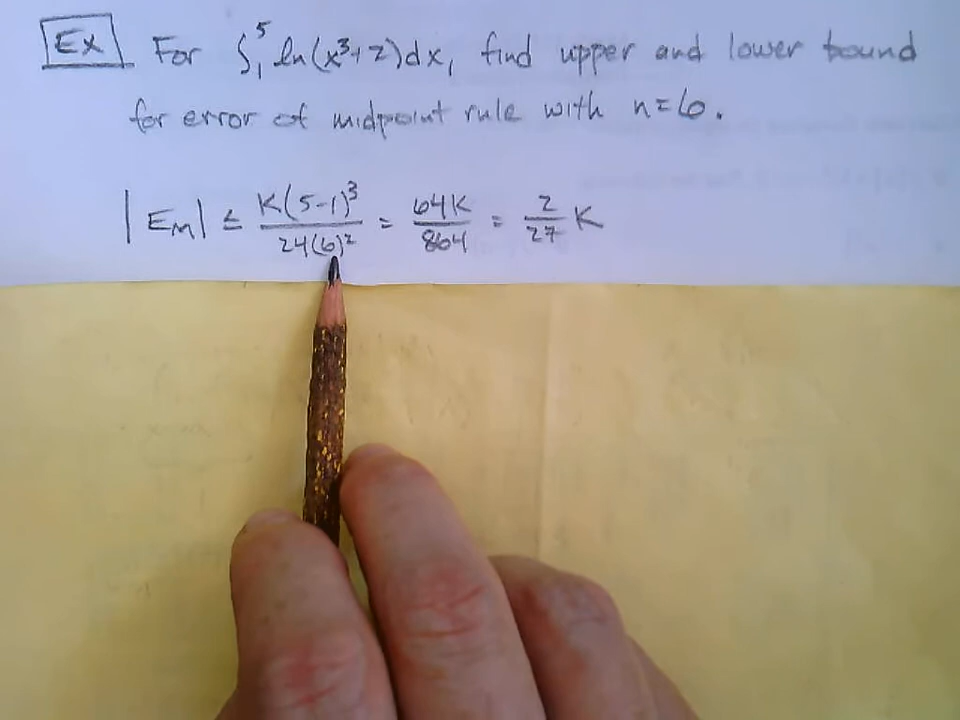 Ex For ∫₁⁵ ln(x³+2)dx, find upper and lower bound
for error of midpoint rule with n=6.
|E_M| ≤ K(5-1)³/24(6)² = 64K/864 = 2/27 K